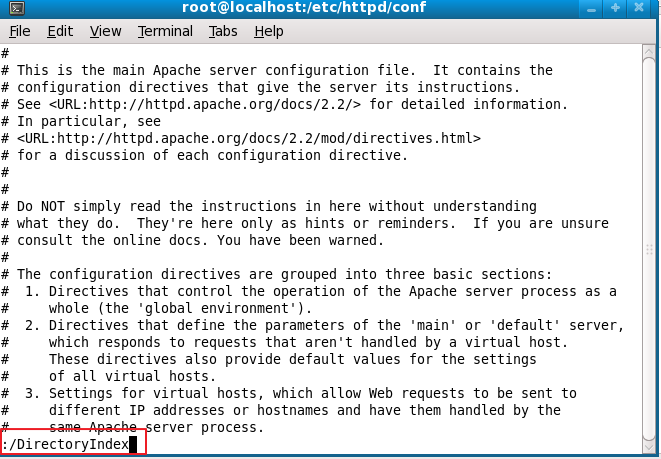 root@localhost:/etc/httpd/conf
File Edit View Terminal Tabs Help
#
# This is the main Apache server configuration file.  It contains the
# configuration directives that give the server its instructions.
# See <URL:http://httpd.apache.org/docs/2.2/> for detailed information.
# In particular, see
# <URL:http://httpd.apache.org/docs/2.2/mod/directives.html>
# for a discussion of each configuration directive.
#
#
# Do NOT simply read the instructions in here without understanding
# what they do.  They're here only as hints or reminders.  If you are unsure
# consult the online docs. You have been warned.
#
# The configuration directives are grouped into three basic sections:
#  1. Directives that control the operation of the Apache server process as a
#     whole (the 'global environment').
#  2. Directives that define the parameters of the 'main' or 'default' server,
#     which responds to requests that aren't handled by a virtual host.
#     These directives also provide default values for the settings
#     of all virtual hosts.
#  3. Settings for virtual hosts, which allow Web requests to be sent to
#     different IP addresses or hostnames and have them handled by the
#     same Apache server process.
:/DirectoryIndex